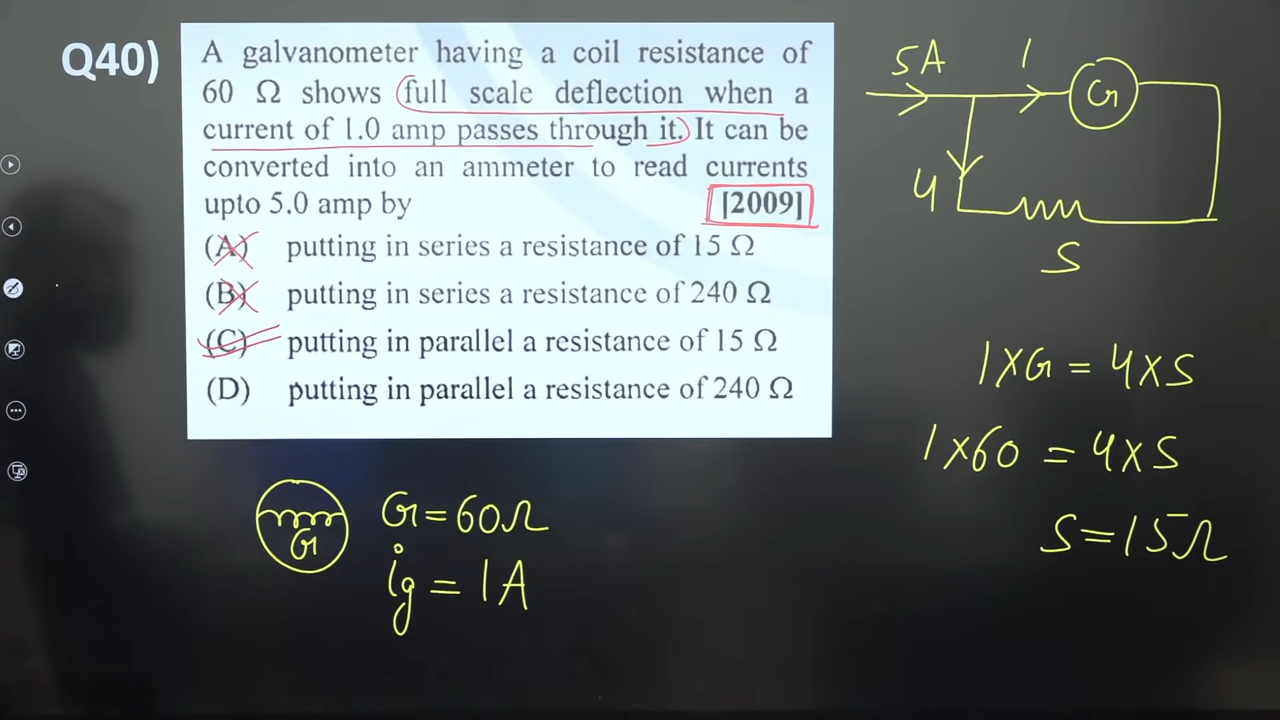 Q40)
A galvanometer having a coil resistance of
60 Ω shows full scale deflection when a
current of 1.0 amp passes through it. It can be
converted into an ammeter to read currents
upto 5.0 amp by
[2009]
(A) putting in series a resistance of 15 Ω
(B) putting in series a resistance of 240 Ω
(C) putting in parallel a resistance of 15 Ω
(D) putting in parallel a resistance of 240 Ω
5A
1
G
4
S
1×G = 4×S
1×60 = 4×S
S=15Ω
G
G=60Ω
ig = 1A